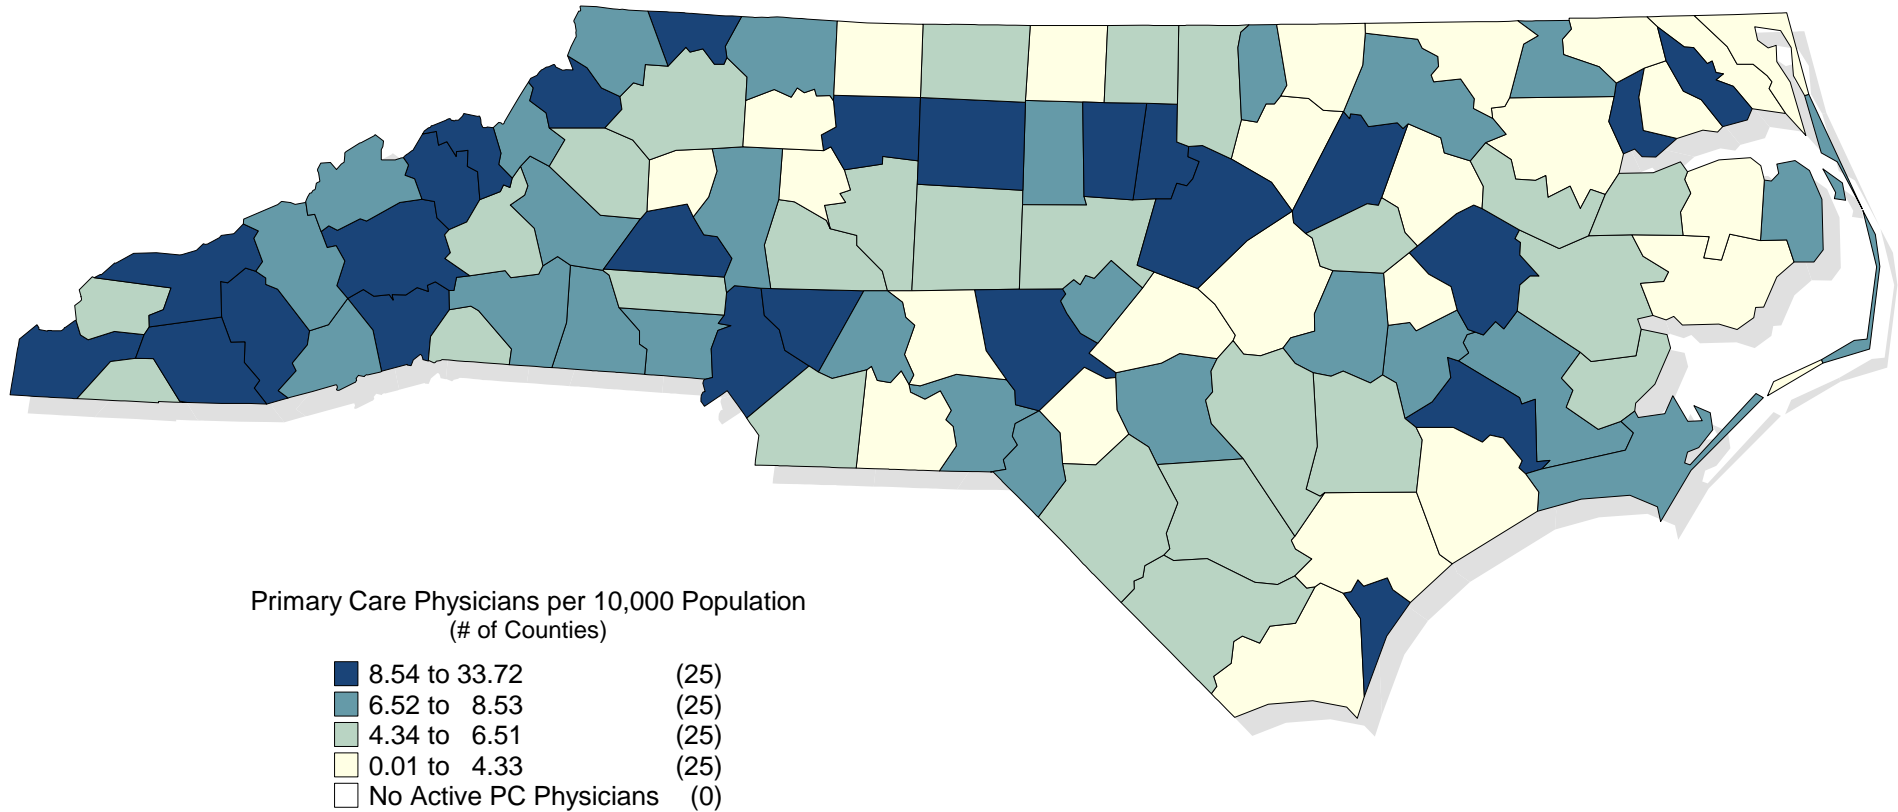 Primary Care Physicians per 10,000 Population
(# of Counties)
8.54 to 33.72 (25)
6.52 to 8.53 (25)
4.34 to 6.51 (25)
0.01 to 4.33 (25)
No Active PC Physicians (0)